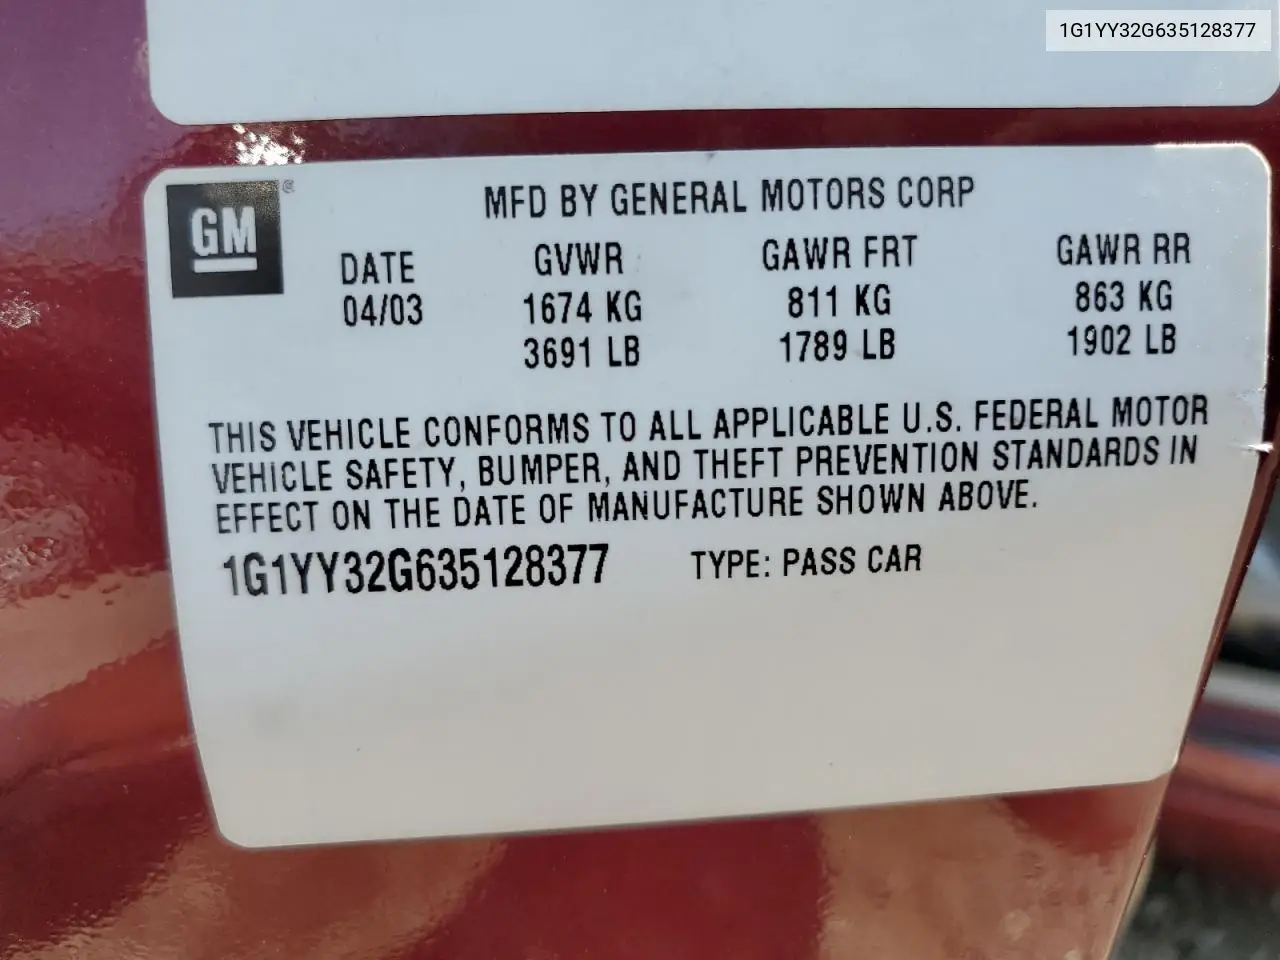 1G1YY32G635128377
GM ®
MFD BY GENERAL MOTORS CORP
DATE GVWR GAWR FRT GAWR RR
04/03 1674 KG 811 KG 863 KG
3691 LB 1789 LB 1902 LB
THIS VEHICLE CONFORMS TO ALL APPLICABLE U.S. FEDERAL MOTOR
VEHICLE SAFETY, BUMPER, AND THEFT PREVENTION STANDARDS IN
EFFECT ON THE DATE OF MANUFACTURE SHOWN ABOVE.
1G1YY32G635128377 TYPE: PASS CAR